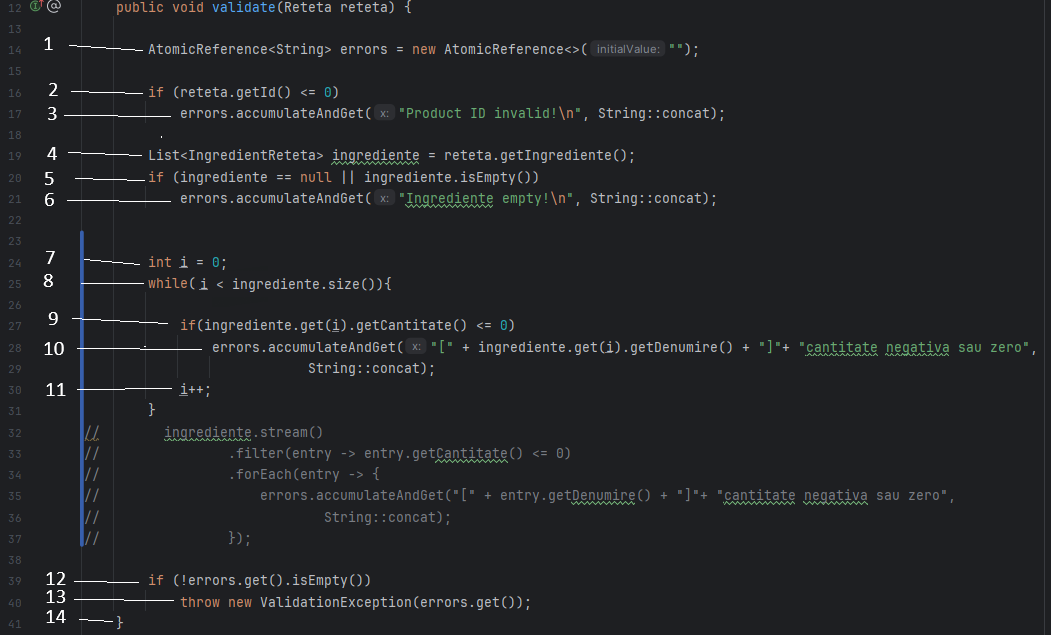 12 @ public void validate(Reteta reteta) {
13
1 14 AtomicReference<String> errors = new AtomicReference<>( initialValue: "");
15
2 16 if (reteta.getId() <= 0)
3 17 errors.accumulateAndGet( x: "Product ID invalid!\n", String::concat);
18
4 19 List<IngredientReteta> ingrediente = reteta.getIngrediente();
5 20 if (ingrediente == null || ingrediente.isEmpty())
6 21 errors.accumulateAndGet( x: "Ingrediente empty!\n", String::concat);
22
23
7 24 int i = 0;
8 25 while( i < ingrediente.size()){
26
9 27 if(ingrediente.get(i).getCantitate() <= 0)
10 28 errors.accumulateAndGet( x: "[" + ingrediente.get(i).getDenumire() + "]"+ "cantitate negativa sau zero",
29 String::concat);
11 30 i++;
31 }
32 // ingrediente.stream()
33 // .filter(entry -> entry.getCantitate() <= 0)
34 // .forEach(entry -> {
35 // errors.accumulateAndGet("[" + entry.getDenumire() + "]"+ "cantitate negativa sau zero",
36 // String::concat);
37 // });
38
12 39 if (!errors.get().isEmpty())
13 40 throw new ValidationException(errors.get());
14 41 }